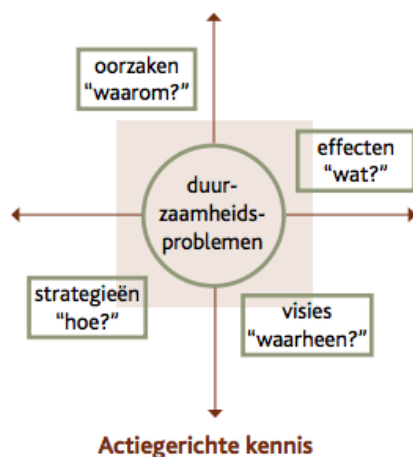 oorzaken
“waarom?”
effecten
“wat?”
duur-
zaamheids-
problemen
strategieën
“hoe?”
visies
“waarheen?”
Actiegerichte kennis